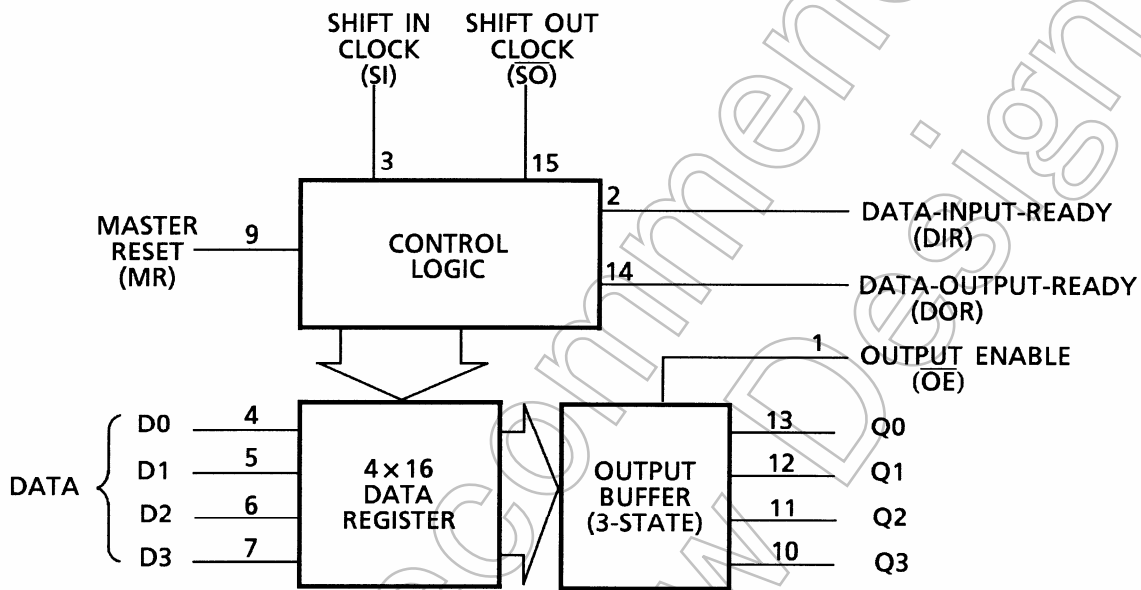 SHIFT IN
CLOCK
(SI)
SHIFT OUT
CLOCK
(S̅O̅)
3
15
MASTER
RESET
(MR)
9
CONTROL
LOGIC
2
DATA-INPUT-READY
(DIR)
14
DATA-OUTPUT-READY
(DOR)
1
OUTPUT ENABLE
(O̅E̅)
DATA
D0
4
D1
5
D2
6
D3
7
4 × 16
DATA
REGISTER
OUTPUT
BUFFER
(3-STATE)
13
Q0
12
Q1
11
Q2
10
Q3